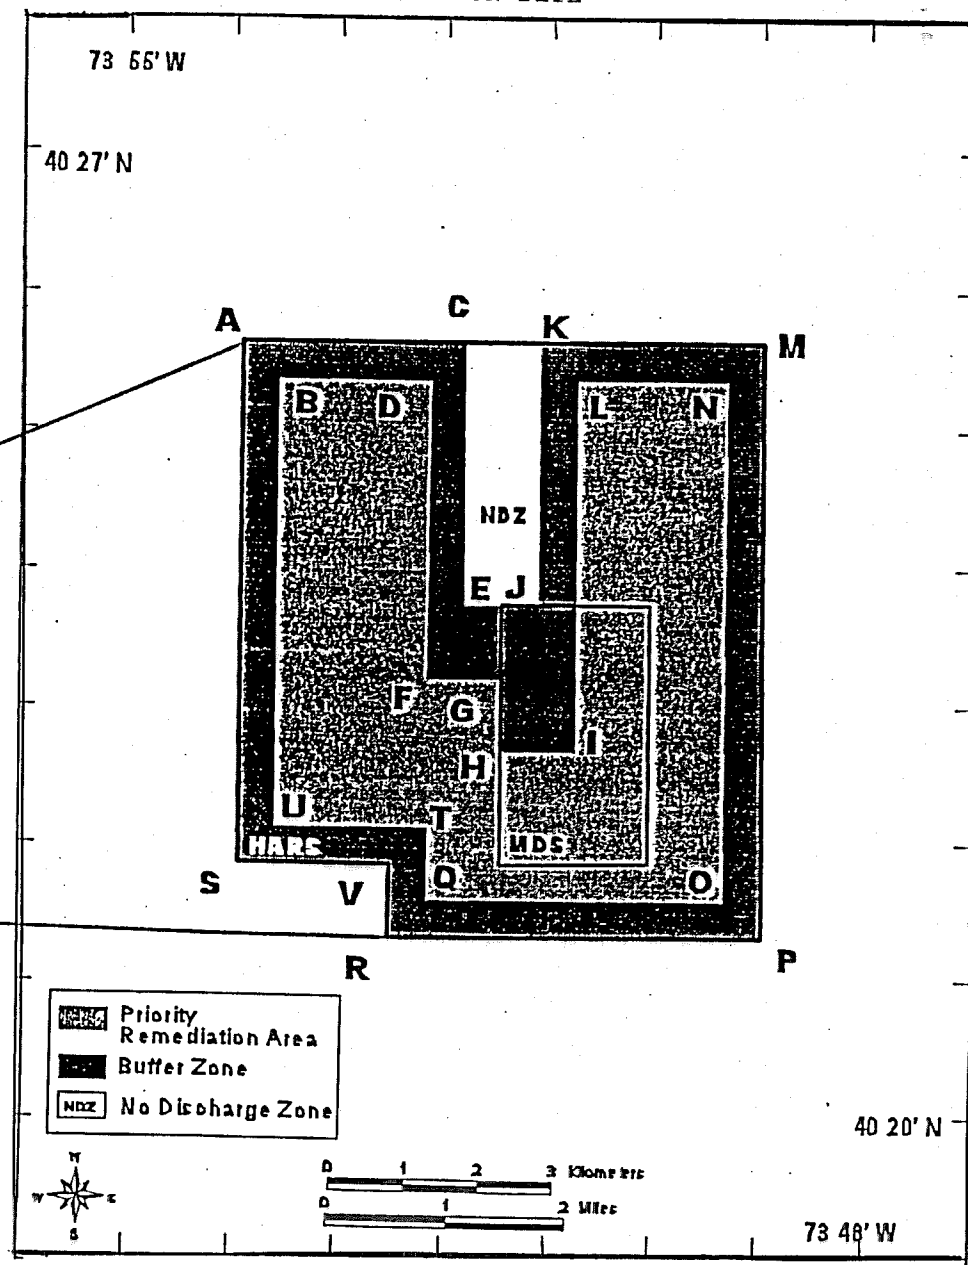 73 55' W
40 27' N
C
A K M
B D L N
NDZ
E J
F G
H I
U T
HARS MDS
S V Q O
R P
Priority
Remediation Area
Buffer Zone
NDZ No Discharge Zone
40 20' N
N
W E
S
0 1 2 3 Kilometers
0 1 2 Miles
73 48' W